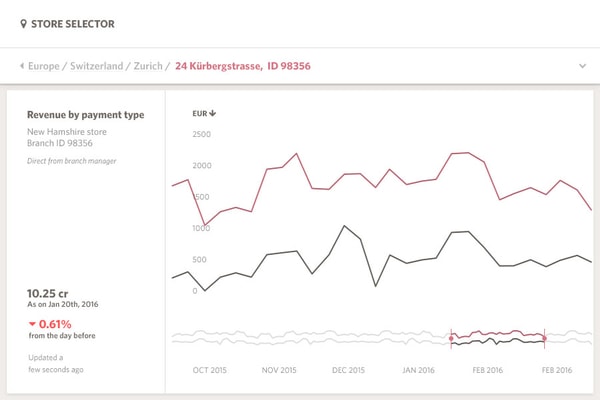 STORE SELECTOR
Europe / Switzerland / Zurich / 24 Kürbergstrasse, ID 98356
Revenue by payment type
New Hamshire store
Branch ID 98356
Direct from branch manager
10.25 cr
As on Jan 20th, 2016
0.61%
from the day before
Updated a
few seconds ago
EUR
2500
2000
1500
1000
500
0
OCT 2015 NOV 2015 DEC 2015 JAN 2016 FEB 2016 FEB 2016